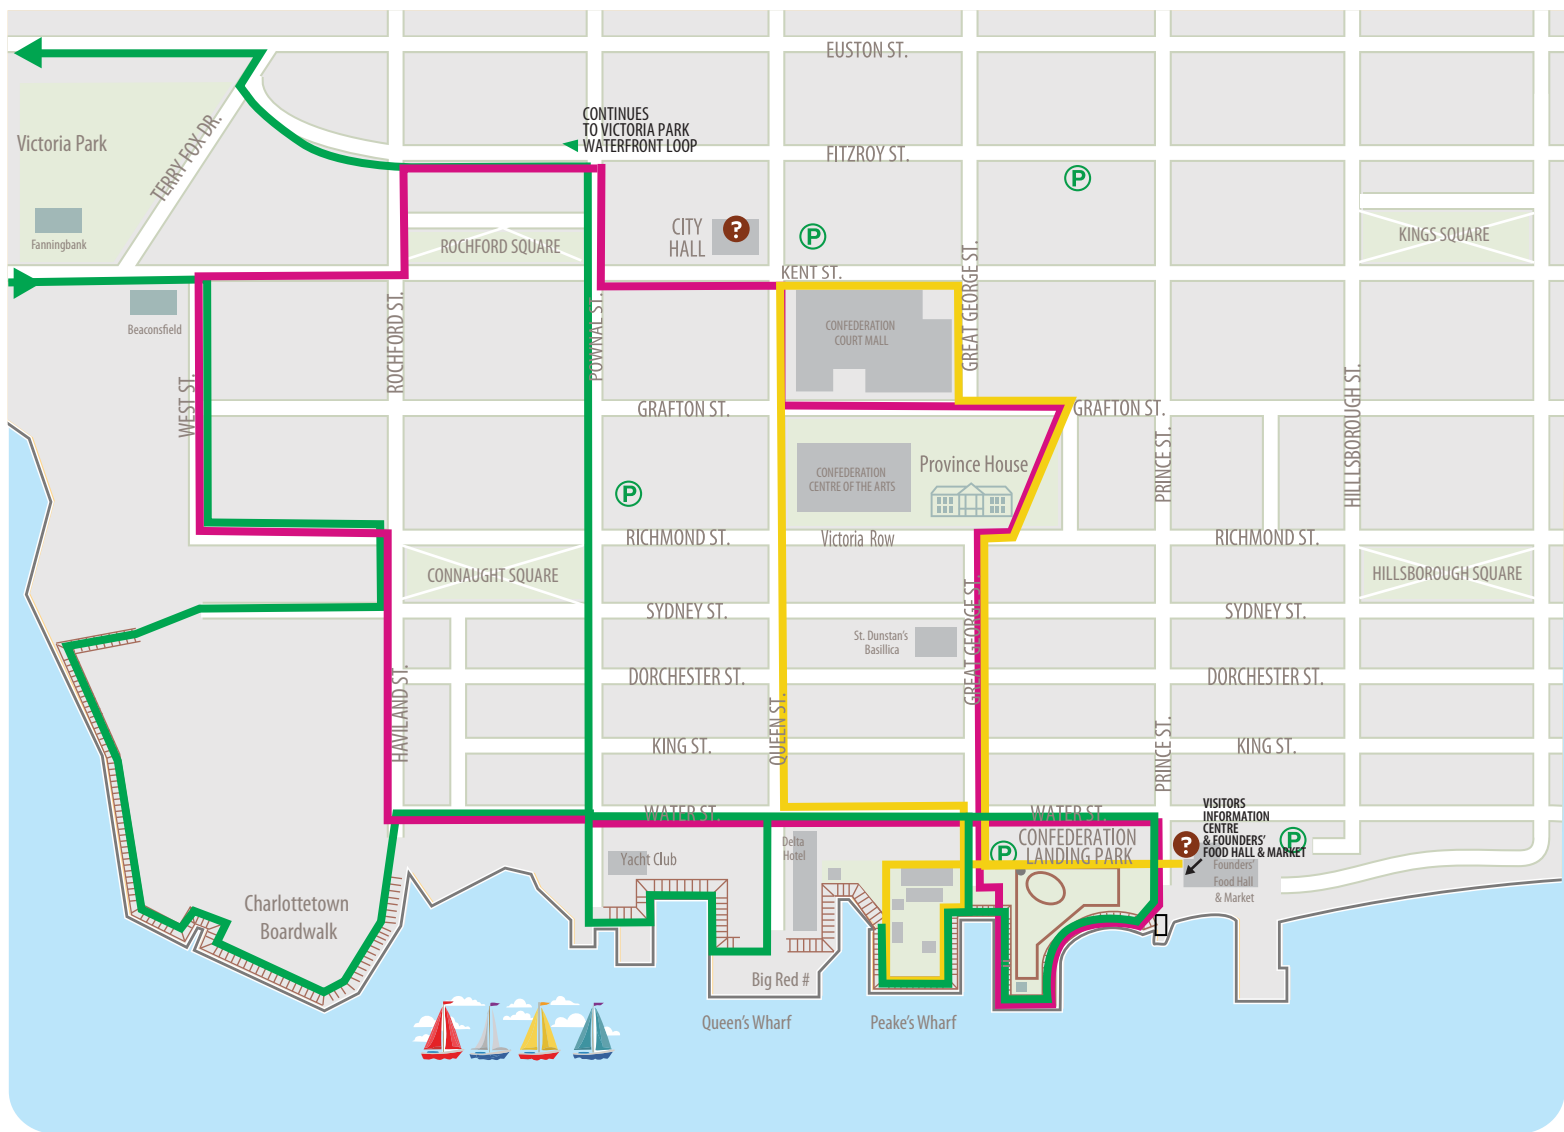 EUSTON ST.
CONTINUES
TO VICTORIA PARK
WATERFRONT LOOP
Victoria Park
TERRY FOX DR.
FITZROY ST.
P
Fanningbank
ROCHFORD SQUARE
CITY
HALL
?
P
KINGS SQUARE
KENT ST.
GREAT GEORGE ST.
Beaconsfield
ROCHFORD ST.
POWNAL ST.
CONFEDERATION
COURT MALL
WEST ST.
GRAFTON ST.
GRAFTON ST.
PRINCE ST.
HILLLSBOROUGH ST.
P
CONFEDERATION
CENTRE OF THE ARTS
Province House
RICHMOND ST.
Victoria Row
RICHMOND ST.
CONNAUGHT SQUARE
HILLSBOROUGH SQUARE
SYDNEY ST.
SYDNEY ST.
St. Dunstan's
Basillica
GREAT GEORGE ST.
DORCHESTER ST.
DORCHESTER ST.
HAVILAND ST.
QUEEN ST.
KING ST.
KING ST.
PRINCE ST.
WATER ST.
WATER ST.
VISITORS
INFORMATION
CENTRE
& FOUNDERS'
FOOD HALL & MARKET
?
P
P
CONFEDERATION
LANDING PARK
Delta
Hotel
Yacht Club
Founders'
Food Hall
& Market
Charlottetown
Boardwalk
Big Red #
Queen's Wharf
Peake's Wharf